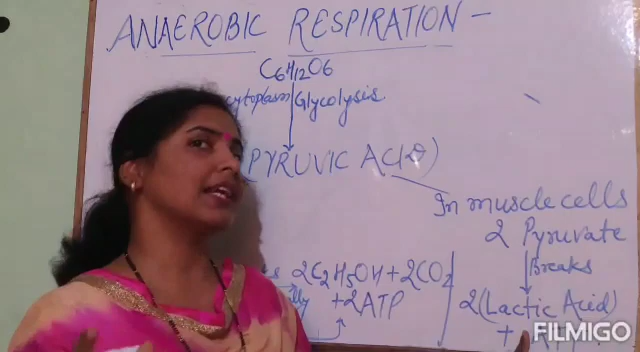 ANAEROBIC RESPIRATION -
C6H12O6
cytoplasm Glycolysis
PYRUVIC ACID)
In muscle cells
2 Pyruvate
Breaks
2C2H5OH + 2CO2
+2ATP
2(Lactic Acid)
+
FILMIGO